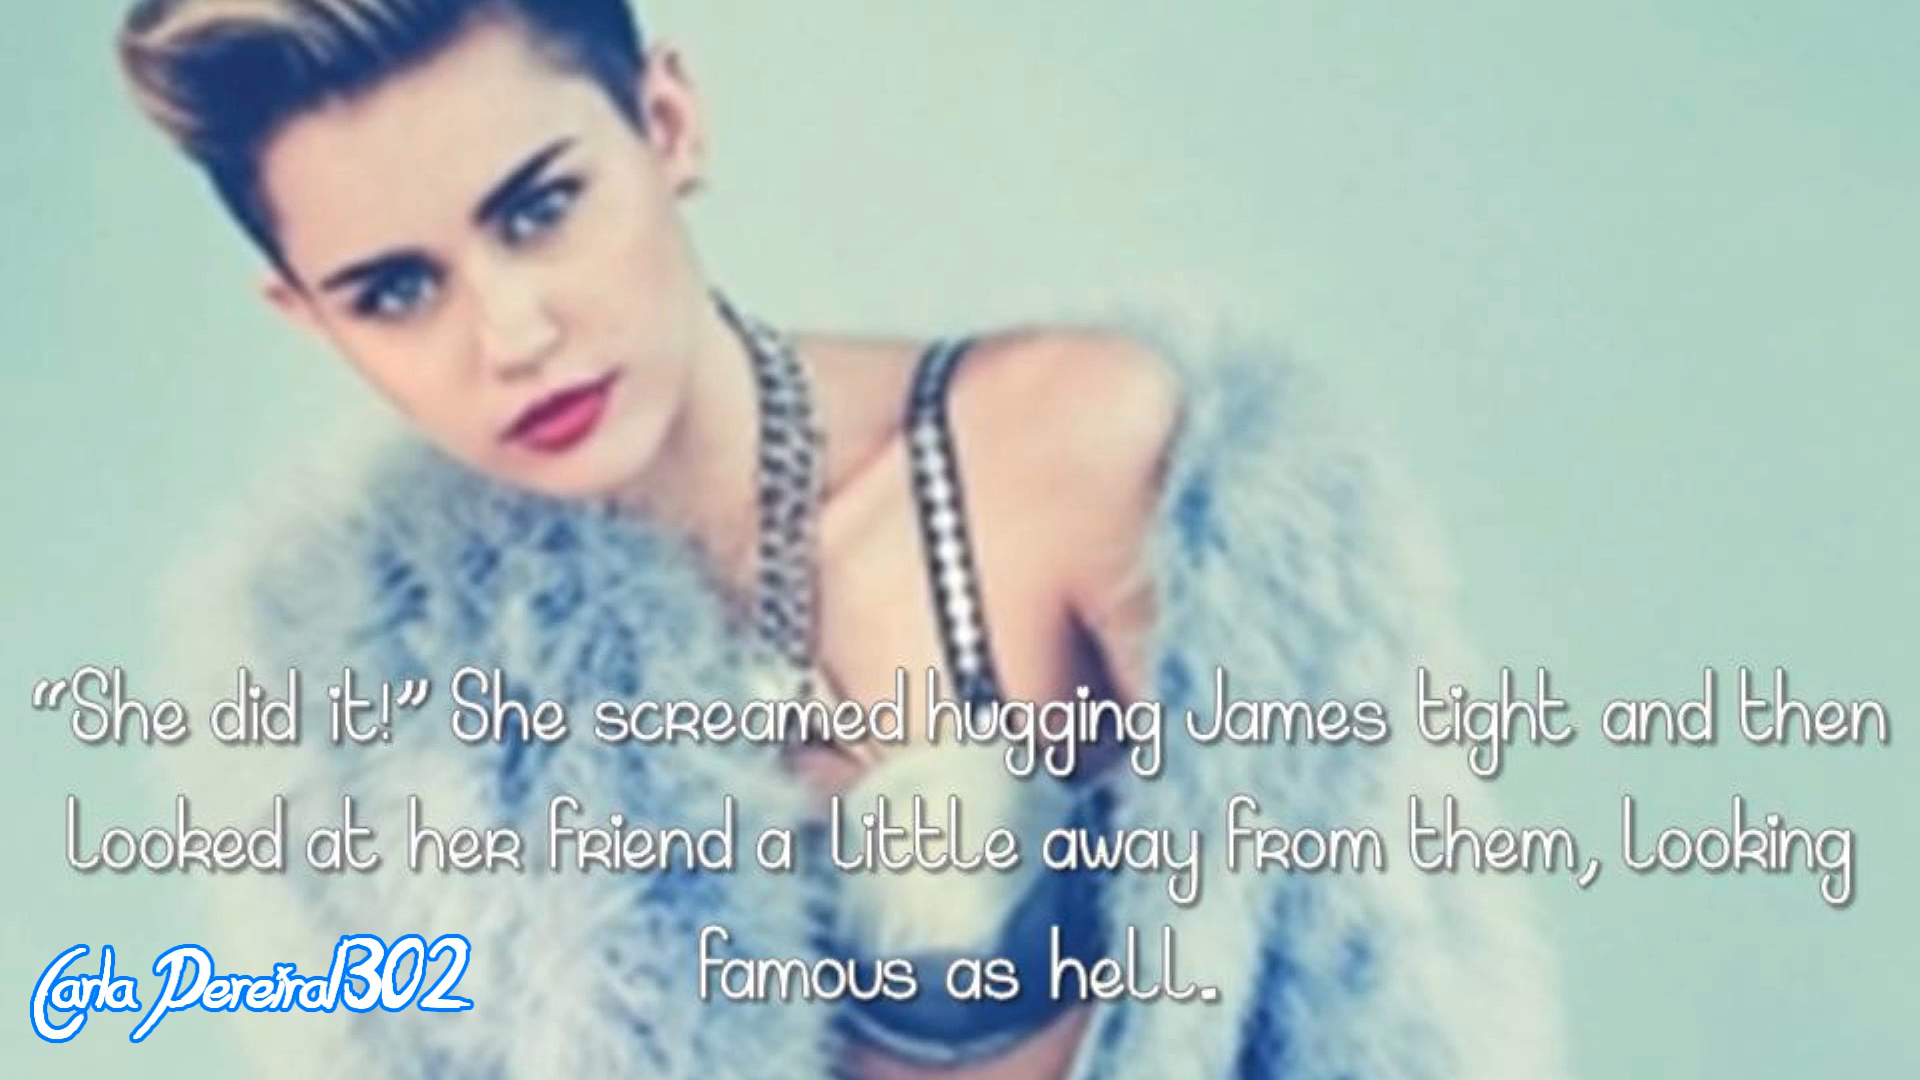 “She did it!” She screamed hugging James tight and then
looked at her friend a little away from them, looking
famous as hell.
Carla Pereira1302